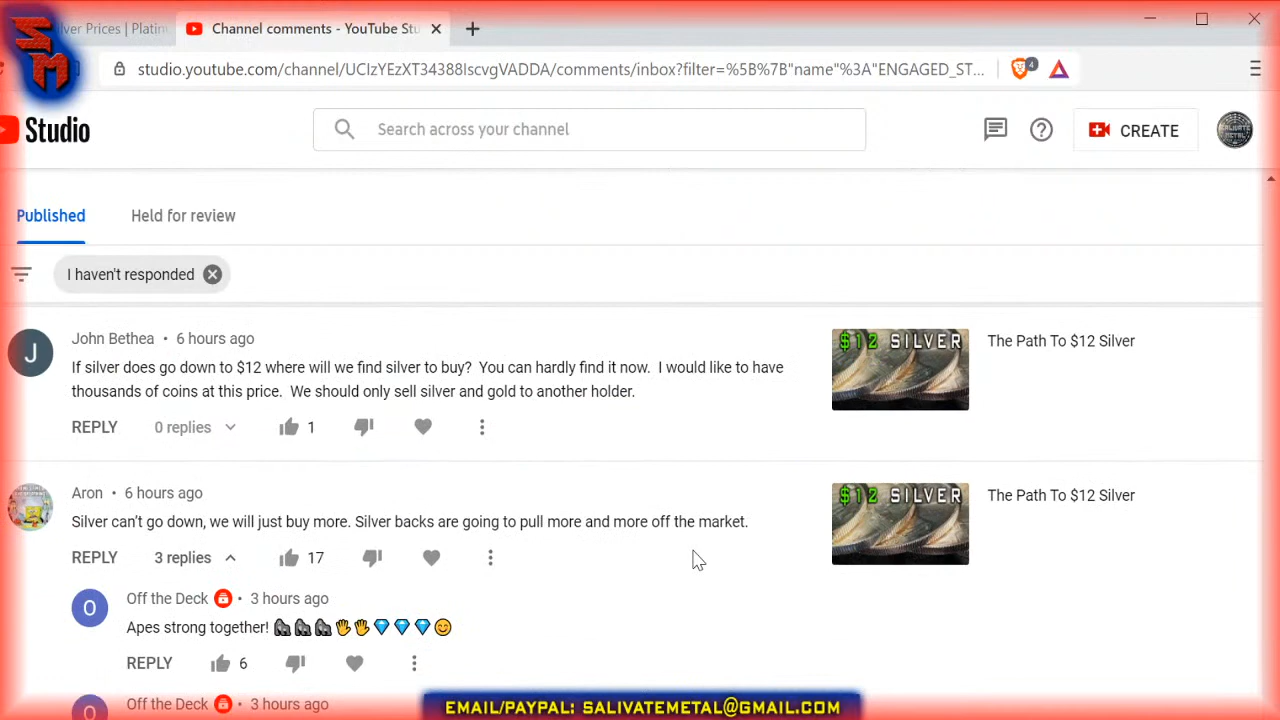 SM
lver Prices | Platin
Channel comments - YouTube Stu
studio.youtube.com/channel/UCIzYEzXT34388lscvgVADDA/comments/inbox?filter=%5B%7B"name"%3A"ENGAGED_ST...
4
Studio
Search across your channel
CREATE
Published
Held for review
I haven't responded
J
John Bethea • 6 hours ago
If silver does go down to $12 where will we find silver to buy? You can hardly find it now. I would like to have
thousands of coins at this price. We should only sell silver and gold to another holder.
REPLY
0 replies
1
$12 SILVER
The Path To $12 Silver
Aron • 6 hours ago
Silver can't go down, we will just buy more. Silver backs are going to pull more and more off the market.
REPLY
3 replies
17
$12 SILVER
The Path To $12 Silver
O
Off the Deck • 3 hours ago
Apes strong together! 🦍🦍🦍🖐🖐💎💎💎😊
REPLY
6
O
Off the Deck • 3 hours ago
EMAIL/PAYPAL: SALIVATEMETAL@GMAIL.COM